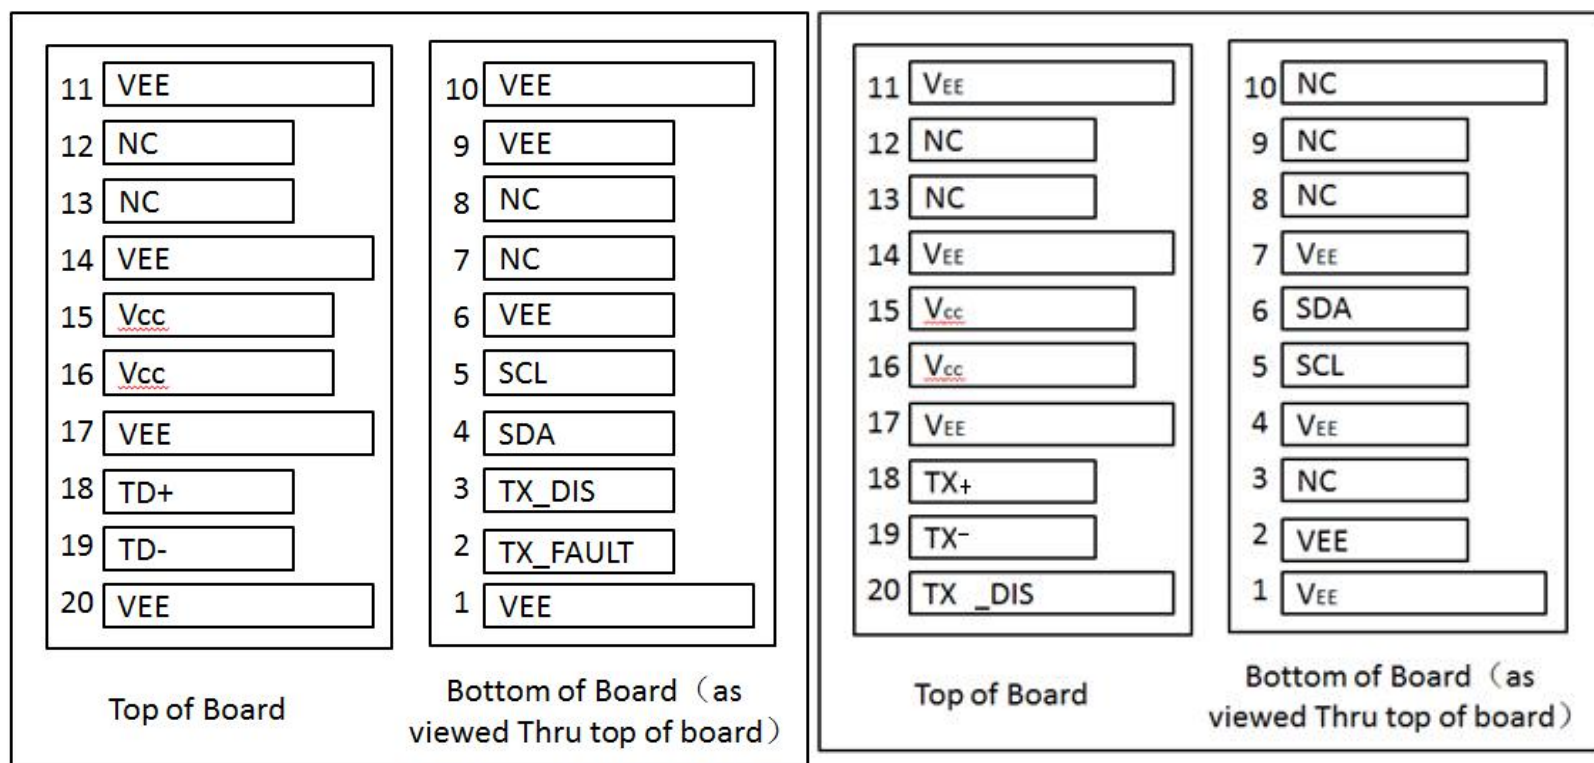 11 VEE
12 NC
13 NC
14 VEE
15 Vcc
16 Vcc
17 VEE
18 TD+
19 TD-
20 VEE
Top of Board
10 VEE
9 VEE
8 NC
7 NC
6 VEE
5 SCL
4 SDA
3 TX_DIS
2 TX_FAULT
1 VEE
Bottom of Board（as
viewed Thru top of board）
11 VEE
12 NC
13 NC
14 VEE
15 Vcc
16 Vcc
17 VEE
18 TX+
19 TX-
20 TX _DIS
Top of Board
10 NC
9 NC
8 NC
7 VEE
6 SDA
5 SCL
4 VEE
3 NC
2 VEE
1 VEE
Bottom of Board（as
viewed Thru top of board）